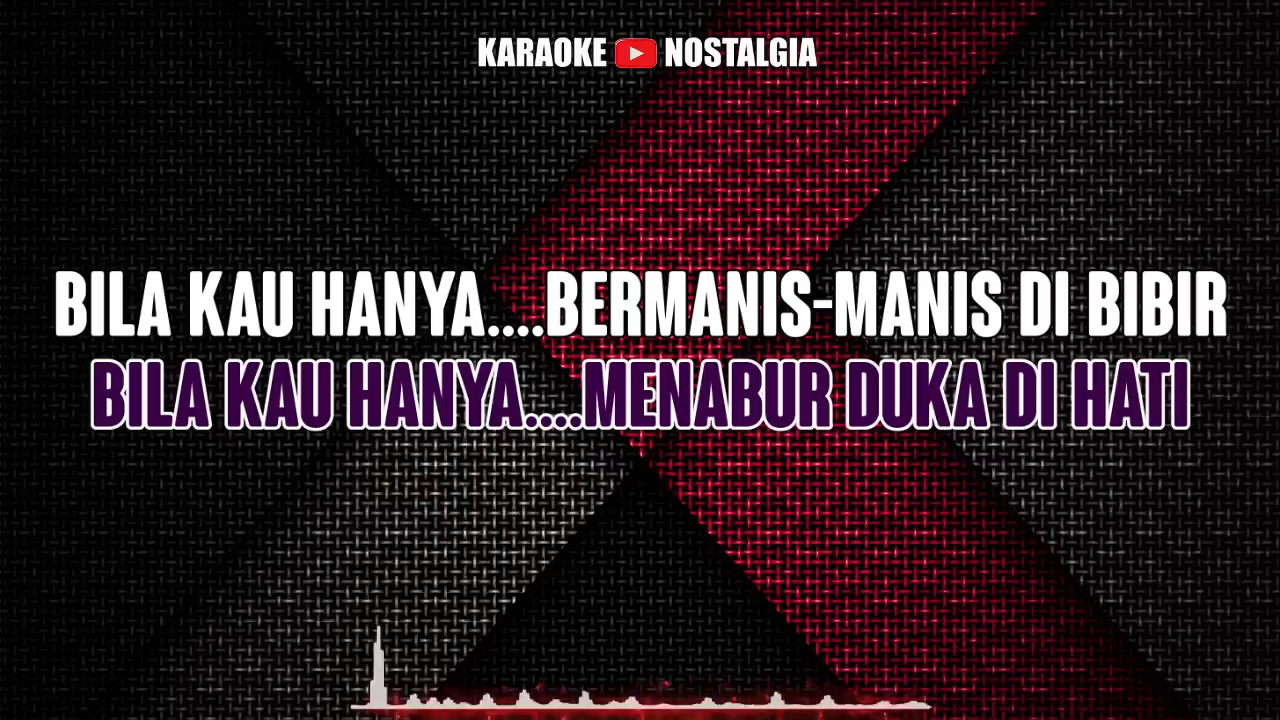 KARAOKE NOSTALGIA
BILA KAU HANYA....BERMANIS-MANIS DI BIBIR
BILA KAU HANYA....MENABUR DUKA DI HATI